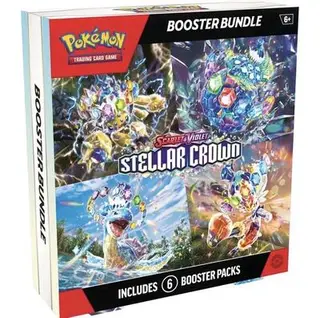 BOOSTER BUNDLE
6+
POKÉMON
TRADING CARD GAME
BOOSTER BUNDLE
SCARLET & VIOLET
STELLAR CROWN
INCLUDES 6 BOOSTER PACKS